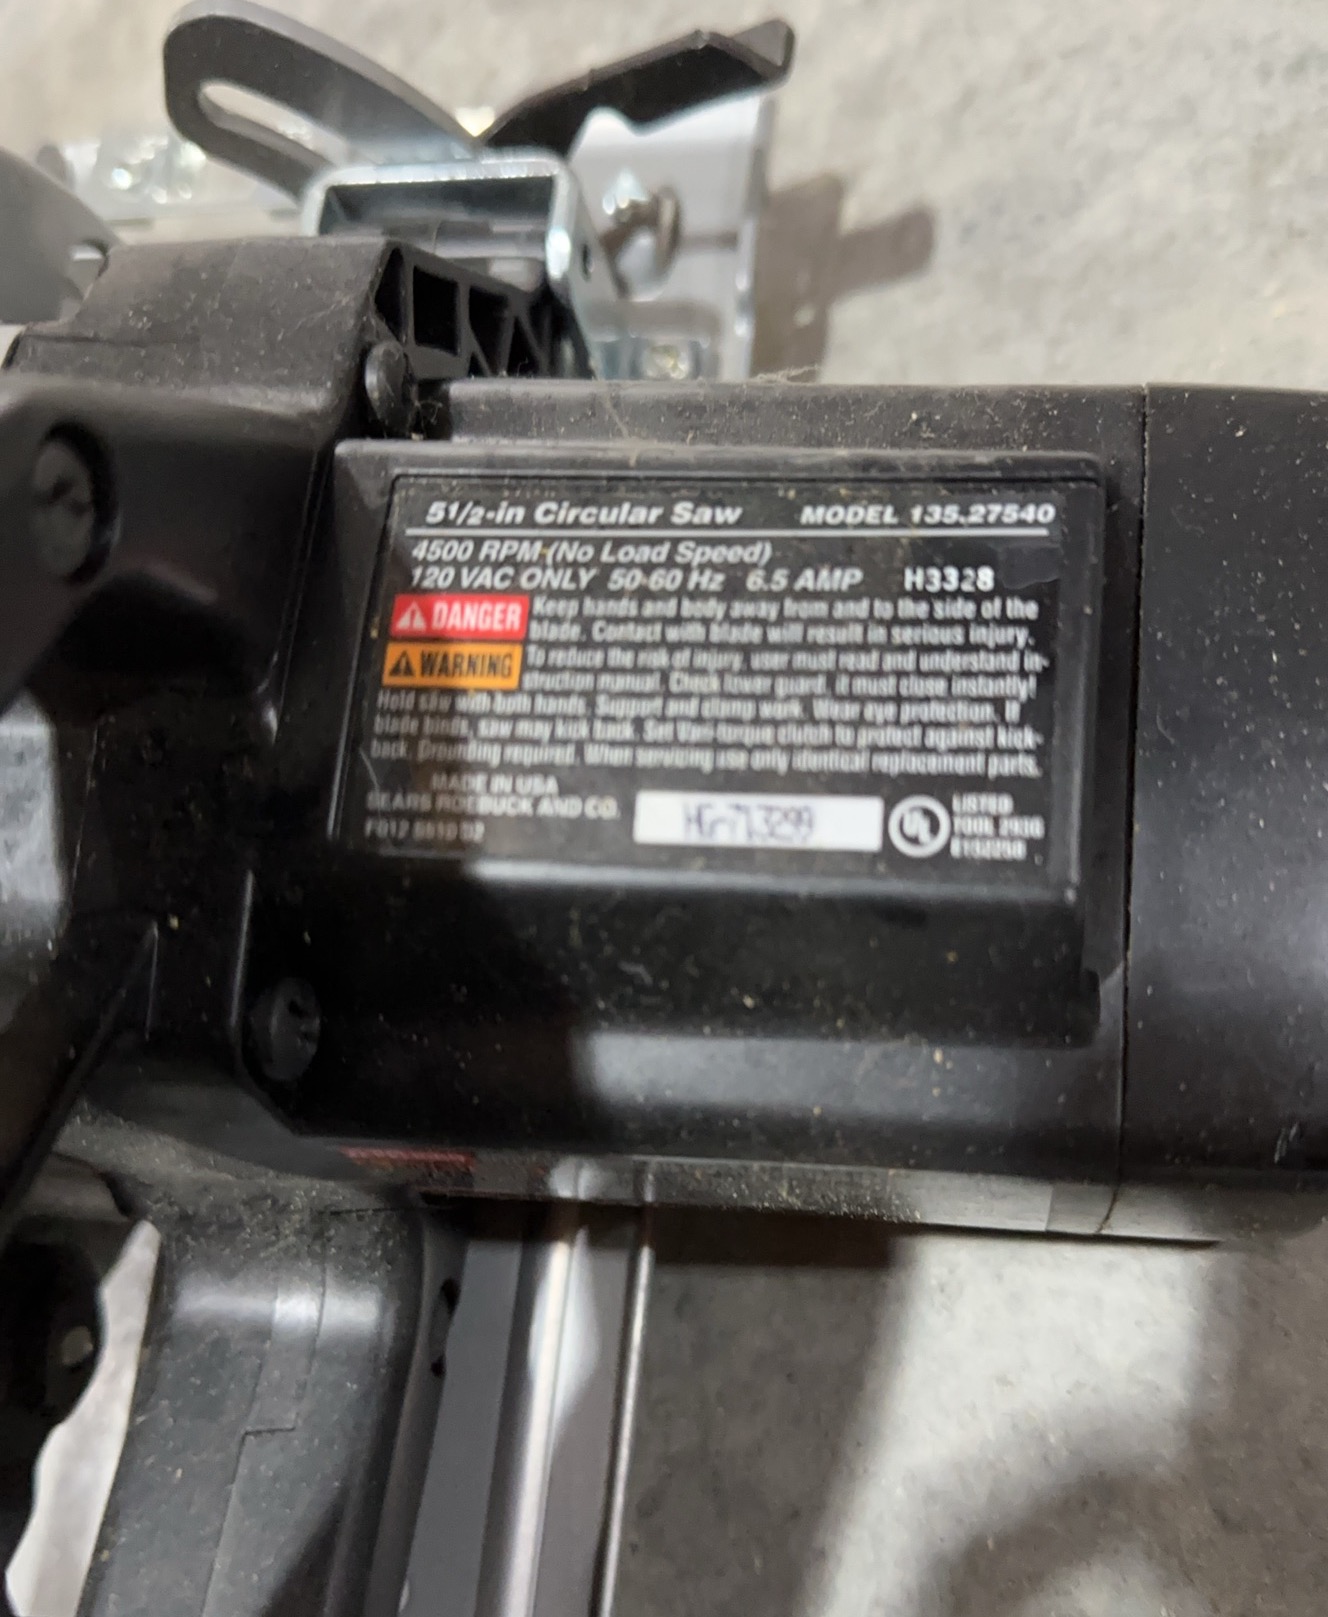 5 1/2-in Circular Saw MODEL 135.27540
4500 RPM (No Load Speed)
120 VAC ONLY 50-60 Hz 6.5 AMP H3328
DANGER Keep hands and body away from and to the side of the
blade. Contact with blade will result in serious injury.
WARNING To reduce the risk of injury, user must read and understand in-
struction manual. Check lower guard, it must close instantly!
Hold saw with both hands. Support and clamp work. Wear eye protection. If
blade binds, saw may kick back. Set Vari-torque clutch to protect against kick-
back. Grounding required. When servicing use only identical replacement parts.
MADE IN USA
SEARS ROEBUCK AND CO.
UL LISTED